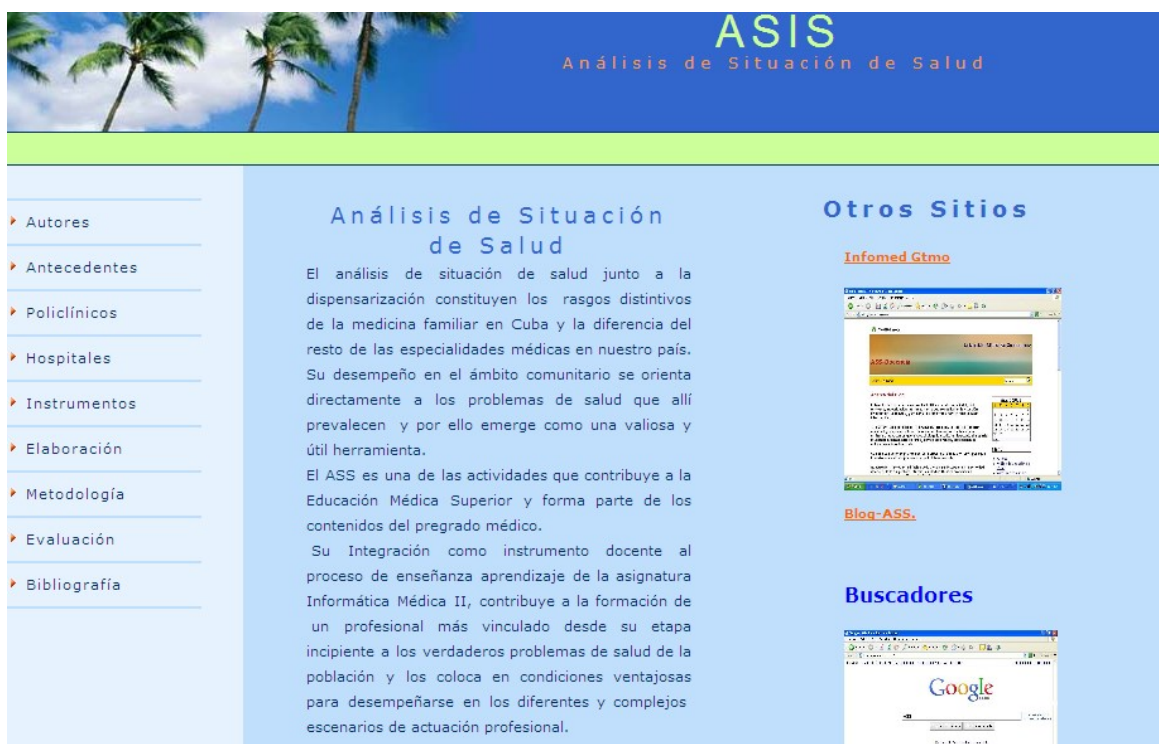 ASIS
Análisis de Situación de Salud
Autores
Antecedentes
Policlínicos
Hospitales
Instrumentos
Elaboración
Metodología
Evaluación
Bibliografía
Análisis de Situación
de Salud
El análisis de situación de salud junto a la
dispensarización constituyen los rasgos distintivos
de la medicina familiar en Cuba y la diferencia del
resto de las especialidades médicas en nuestro país.
Su desempeño en el ámbito comunitario se orienta
directamente a los problemas de salud que allí
prevalecen y por ello emerge como una valiosa y
útil herramienta.
El ASS es una de las actividades que contribuye a la
Educación Médica Superior y forma parte de los
contenidos del pregrado médico.
Su Integración como instrumento docente al
proceso de enseñanza aprendizaje de la asignatura
Informática Médica II, contribuye a la formación de
un profesional más vinculado desde su etapa
incipiente a los verdaderos problemas de salud de la
población y los coloca en condiciones ventajosas
para desempeñarse en los diferentes y complejos
escenarios de actuación profesional.
Otros Sitios
Infomed Gtmo
Blog-ASS.
Buscadores
Google